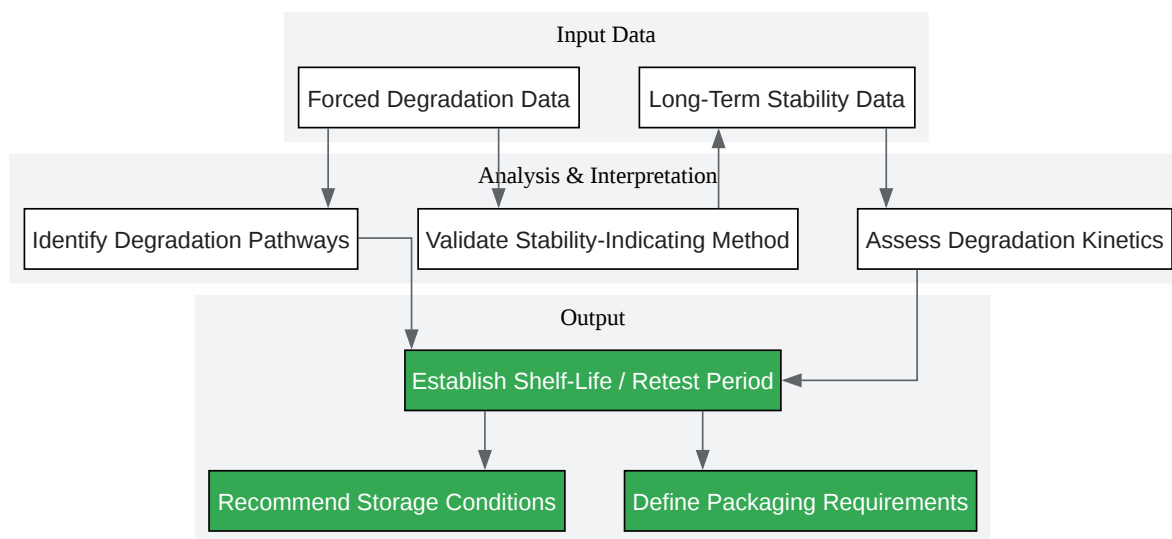 Input Data
Forced Degradation Data
Long-Term Stability Data
Analysis & Interpretation
Identify Degradation Pathways
Validate Stability-Indicating Method
Assess Degradation Kinetics
Output
Establish Shelf-Life / Retest Period
Recommend Storage Conditions
Define Packaging Requirements